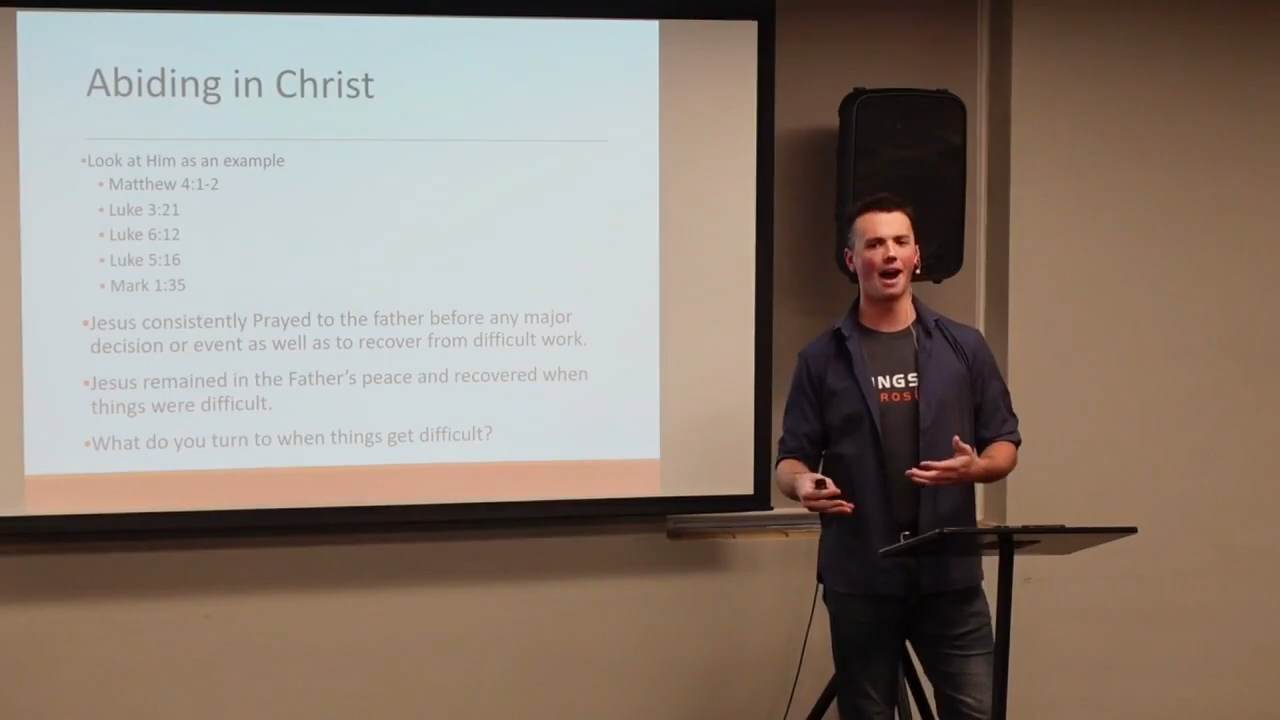 Abiding in Christ
•Look at Him as an example
• Matthew 4:1-2
• Luke 3:21
• Luke 6:12
• Luke 5:16
• Mark 1:35
•Jesus consistently Prayed to the father before any major
decision or event as well as to recover from difficult work.
•Jesus remained in the Father's peace and recovered when
things were difficult.
•What do you turn to when things get difficult?